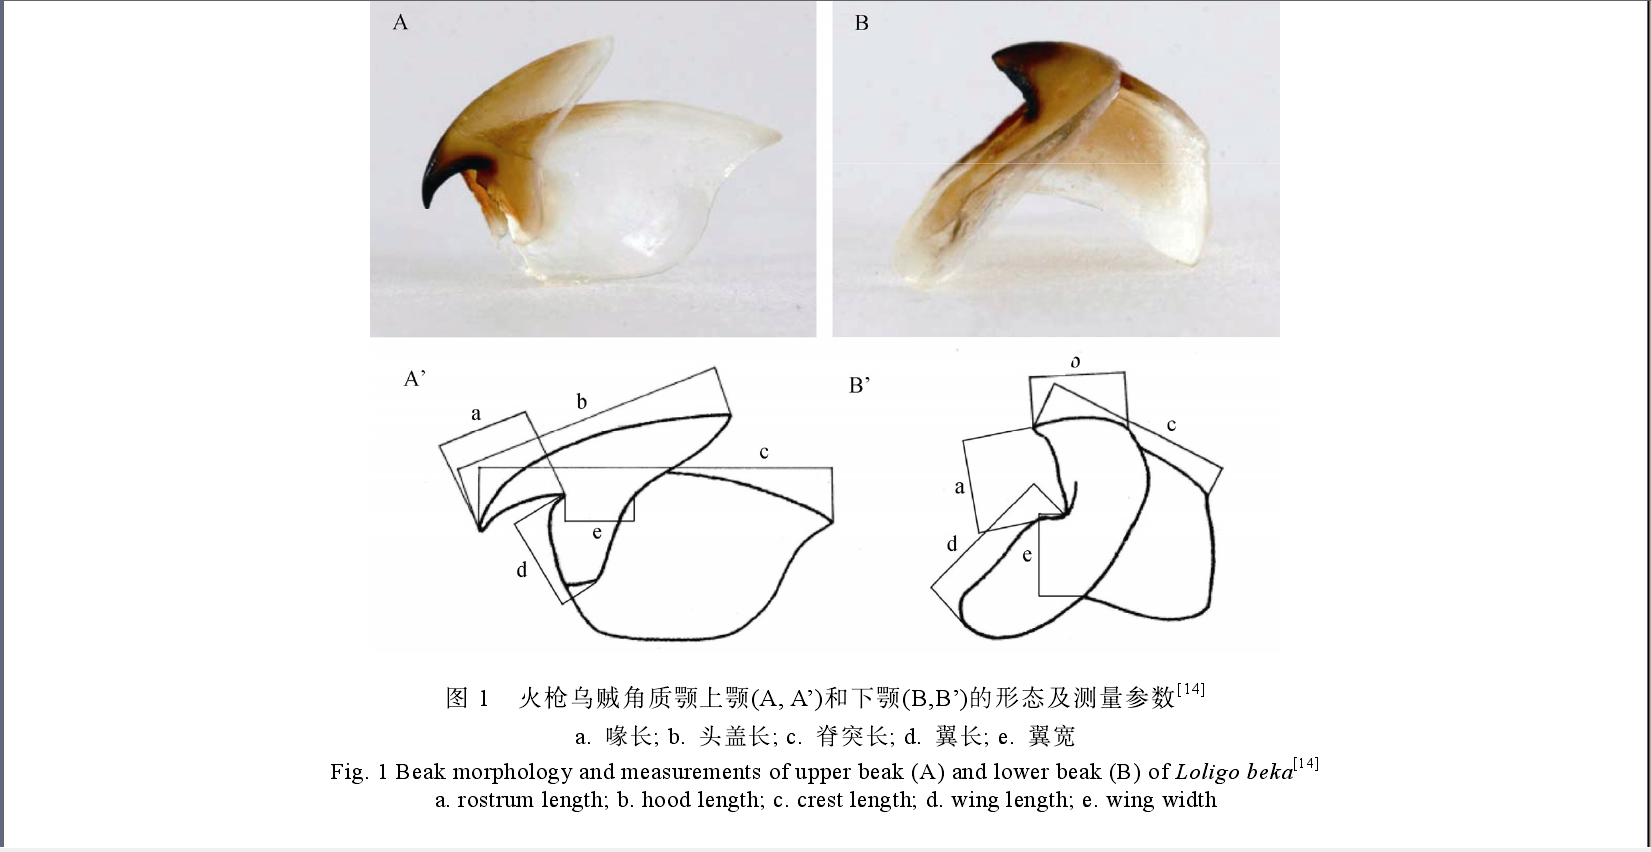 A
B
A’
a
b
c
d
e
B’
b
c
a
d
e
图 1 火枪乌贼角质颚上颚(A, A’)和下颚(B,B’)的形态及测量参数[14]
a. 喙长; b. 头盖长; c. 脊突长; d. 翼长; e. 翼宽
Fig. 1 Beak morphology and measurements of upper beak (A) and lower beak (B) of Loligo beka[14]
a. rostrum length; b. hood length; c. crest length; d. wing length; e. wing width